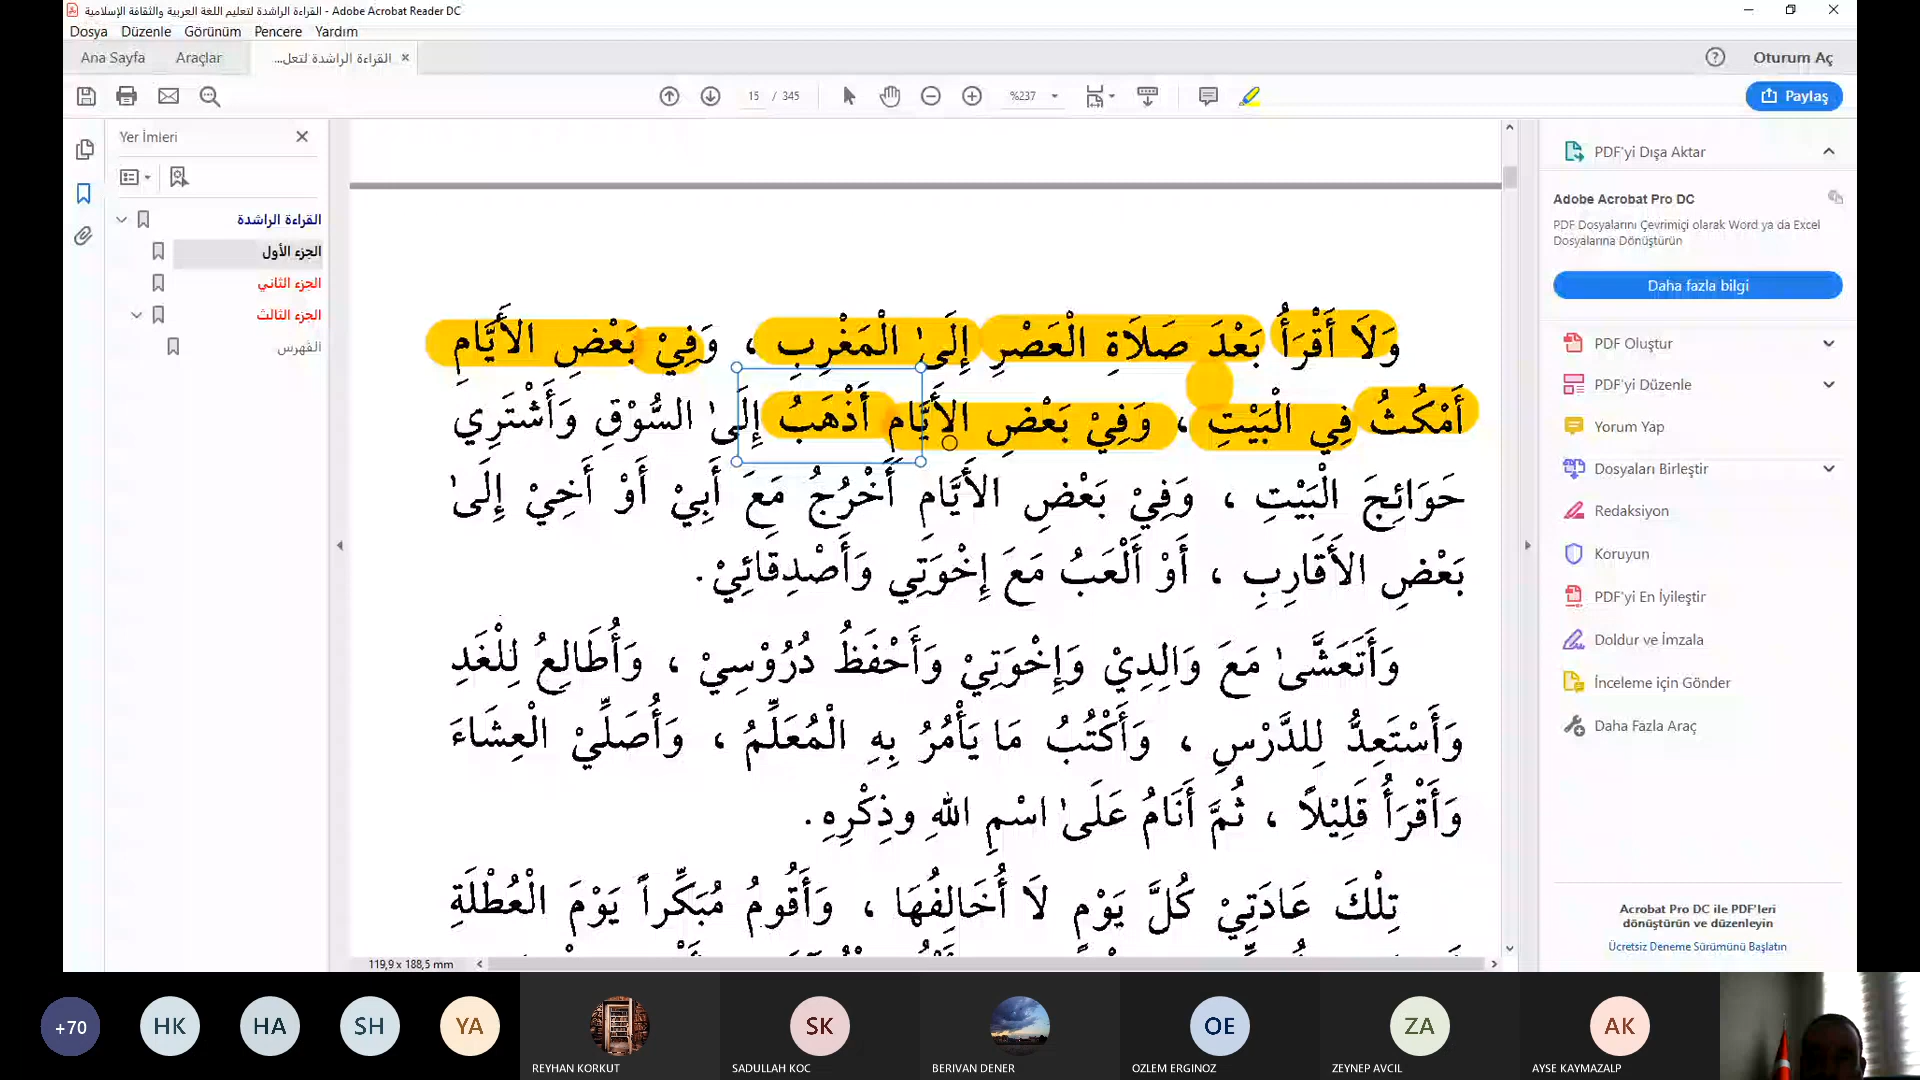 القراءة الراشدة لتعليم اللغة العربية والثقافة الإسلامية - Adobe Acrobat Reader DC
Dosya Düzenle Görünüm Pencere Yardım
Ana Sayfa Araçlar القراءة الراشدة لتعل... Oturum Aç
15 / 345 %237 Paylaş
Yer İmleri
القراءة الراشدة
الجزء الأول
الجزء الثاني
الجزء الثالث
الفهرس
وَلَا أَقْرَأُ بَعْدَ صَلَاةِ الْعَصْرِ إِلَىٰ الْمَغْرِبِ ، وَفِيْ بَعْضِ الأَيَّامِ
أَمْكُثُ فِي الْبَيْتِ ، وَفِيْ بَعْضِ الأَيَّامِ أَذْهَبُ إِلَىٰ السُّوْقِ وَأَشْتَرِي
حَوَائِجَ الْبَيْتِ ، وَفِيْ بَعْضِ الأَيَّامِ أَخْرُجُ مَعَ أَبِيْ أَوْ أَخِيْ إِلَىٰ
بَعْضِ الأَقَارِبِ ، أَوْ أَلْعَبُ مَعَ إِخْوَتِي وَأَصْدِقائِيْ .
وَأَتَعَشَّىٰ مَعَ وَالِدِيْ وَإِخْوَتِيْ وَأَحْفَظُ دُرُوْسِيْ ، وَأُطَالِعُ لِلْغَدِ
وَأَسْتَعِدُّ لِلدَّرْسِ ، وَأَكْتُبُ مَا يَأْمُرُ بِهِ الْمُعَلِّمُ ، وَأُصَلِّيْ الْعِشَاءَ
وَأَقْرَأُ قَلِيْلاً ، ثُمَّ أَنَامُ عَلَىٰ اسْمِ اللهِ وذِكْرِهِ .
تِلْكَ عَادَتِيْ كُلَّ يَوْمٍ لَا أُخَالِفُهَا ، وَأَقُومُ مُبَكِّراً يَوْمَ الْعُطْلَةِ
119,9 x 188,5 mm
PDF'yi Dışa Aktar
Adobe Acrobat Pro DC
PDF Dosyalarını Çevrimiçi olarak Word ya da Excel
Dosyalarına Dönüştürün
Daha fazla bilgi
PDF Oluştur
PDF'yi Düzenle
Yorum Yap
Dosyaları Birleştir
Redaksiyon
Koruyun
PDF'yi En İyileştir
Doldur ve İmzala
İnceleme için Gönder
Daha Fazla Araç
Acrobat Pro DC ile PDF'leri
dönüştürün ve düzenleyin
Ücretsiz Deneme Sürümünü Başlatın
+70 HK HA SH YA SK OE ZA AK
REYHAN KORKUT SADULLAH KOC BERIVAN DENER OZLEM ERGINOZ ZEYNEP AVCIL AYSE KAYMAZALP